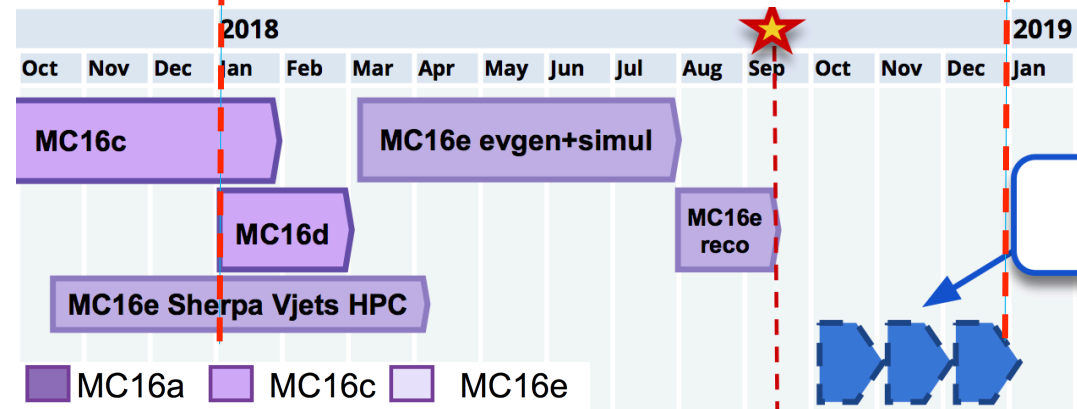 2018 2019
Oct Nov Dec Jan Feb Mar Apr May Jun Jul Aug Sep Oct Nov Dec Jan
MC16c
MC16e evgen+simul
MC16d
MC16e
reco
MC16e Sherpa Vjets HPC
MC16a MC16c MC16e